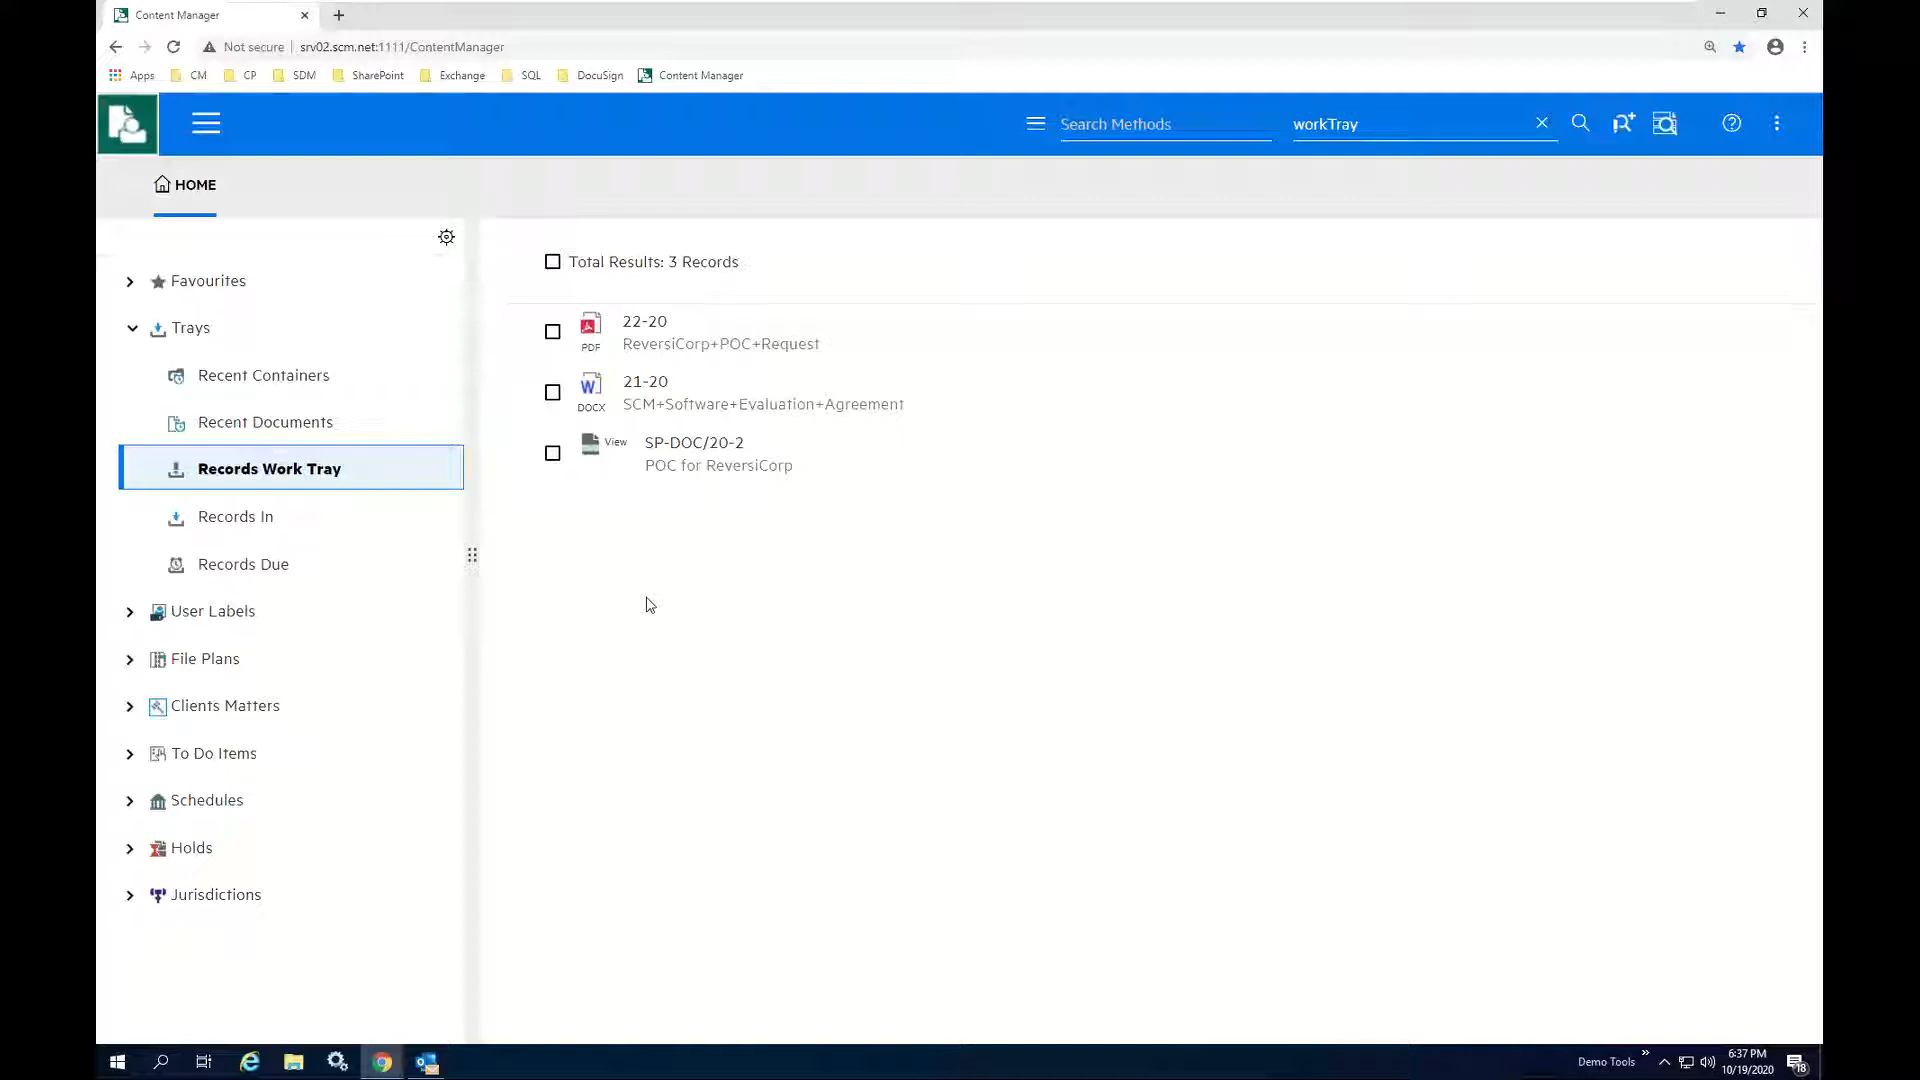 Content Manager
Not secure
srv02.scm.net:1111/ContentManager
Apps
CM
CP
SDM
SharePoint
Exchange
SQL
DocuSign
Content Manager
Search Methods
workTray
HOME
Favourites
Trays
Recent Containers
Recent Documents
Records Work Tray
Records In
Records Due
User Labels
File Plans
Clients Matters
To Do Items
Schedules
Holds
Jurisdictions
Total Results: 3 Records
22-20
PDF
ReversiCorp+POC+Request
21-20
DOCX
SCM+Software+Evaluation+Agreement
View
SP-DOC/20-2
POC for ReversiCorp
Demo Tools
6:37 PM
10/19/2020
18